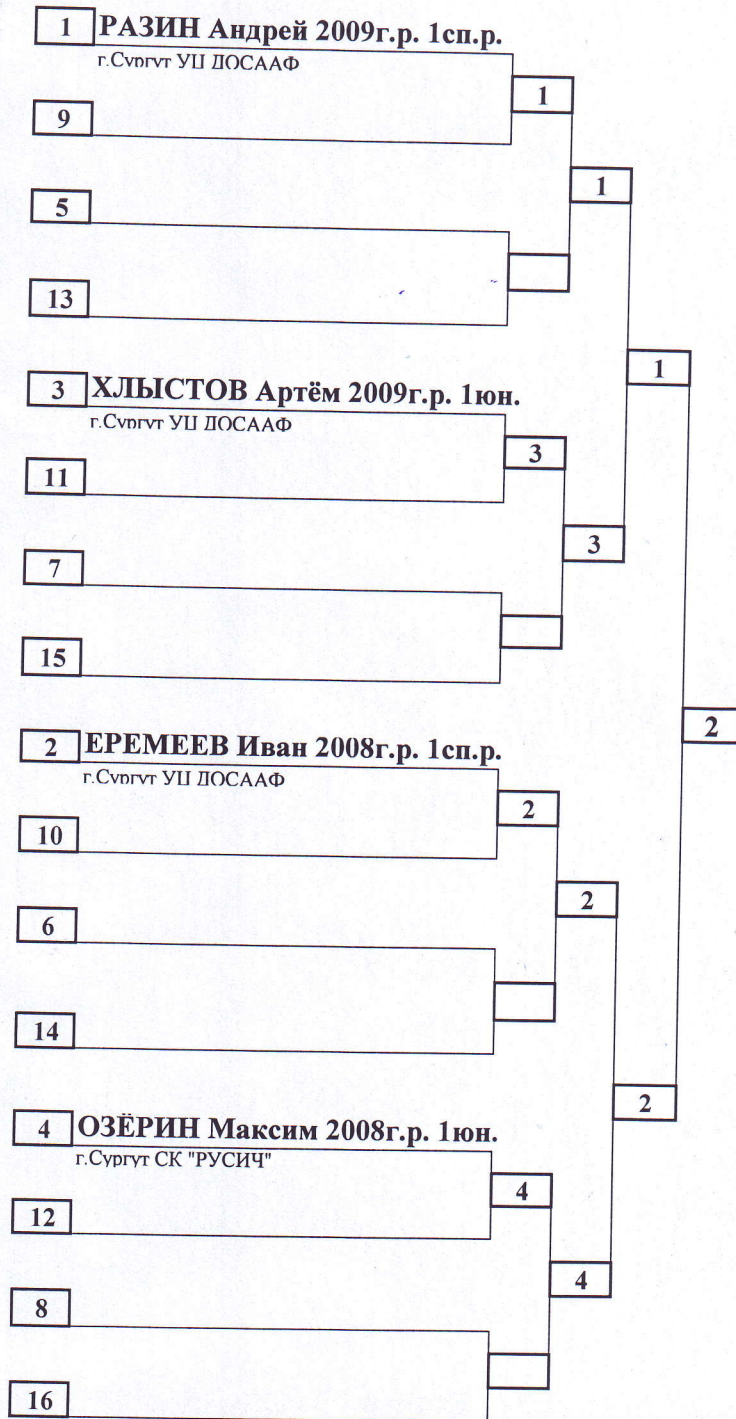 1 РАЗИН Андрей 2009г.р. 1сп.р.
г.Сургут УЦ ДОСААФ
1
9
1
5
13
1
3 ХЛЫСТОВ Артём 2009г.р. 1юн.
г.Сургут УЦ ДОСААФ
3
11
3
7
15
2
2 ЕРЕМЕЕВ Иван 2008г.р. 1сп.р.
г.Сургут УЦ ДОСААФ
2
10
2
6
14
2
4 ОЗЁРИН Максим 2008г.р. 1юн.
г.Сургут СК "РУСИЧ"
4
12
4
8
16